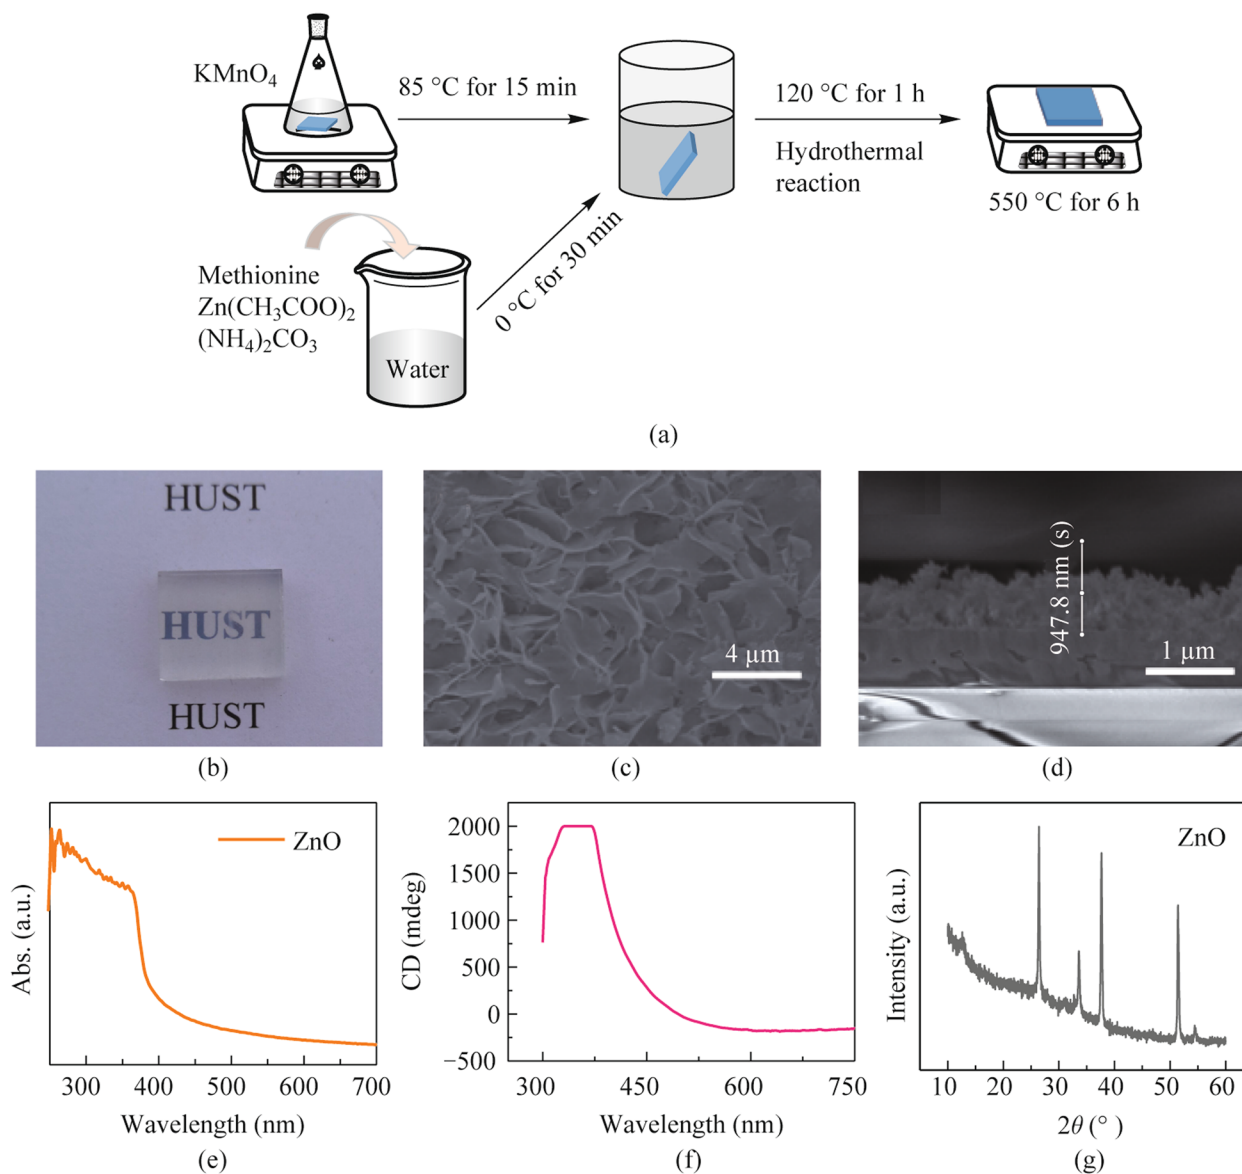 KMnO₄
85 °C for 15 min
120 °C for 1 h
Hydrothermal
reaction
550 °C for 6 h
Methionine
Zn(CH₃COO)₂
(NH₄)₂CO₃
Water
0 °C for 30 min
(a)
HUST
HUST
HUST
(b)
4 µm
(c)
947.8 nm (s)
1 µm
(d)
ZnO
Abs. (a.u.)
300 400 500 600 700
Wavelength (nm)
(e)
2000
1500
1000
500
0
−500
CD (mdeg)
300 450 600 750
Wavelength (nm)
(f)
ZnO
Intensity (a.u.)
10 20 30 40 50 60
2θ (°)
(g)